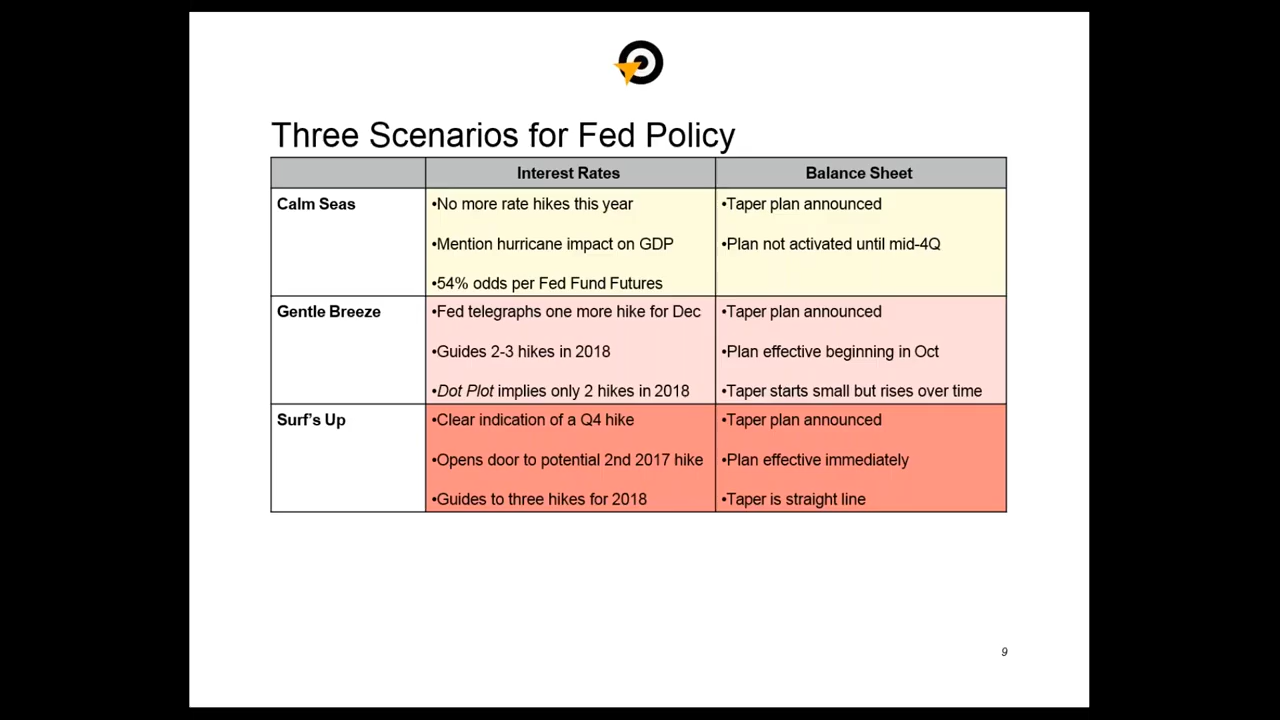 Three Scenarios for Fed Policy
Interest Rates
Balance Sheet
Calm Seas
•No more rate hikes this year
•Mention hurricane impact on GDP
•54% odds per Fed Fund Futures
•Taper plan announced
•Plan not activated until mid-4Q
Gentle Breeze
•Fed telegraphs one more hike for Dec
•Guides 2-3 hikes in 2018
•Dot Plot implies only 2 hikes in 2018
•Taper plan announced
•Plan effective beginning in Oct
•Taper starts small but rises over time
Surf's Up
•Clear indication of a Q4 hike
•Opens door to potential 2nd 2017 hike
•Guides to three hikes for 2018
•Taper plan announced
•Plan effective immediately
•Taper is straight line
9